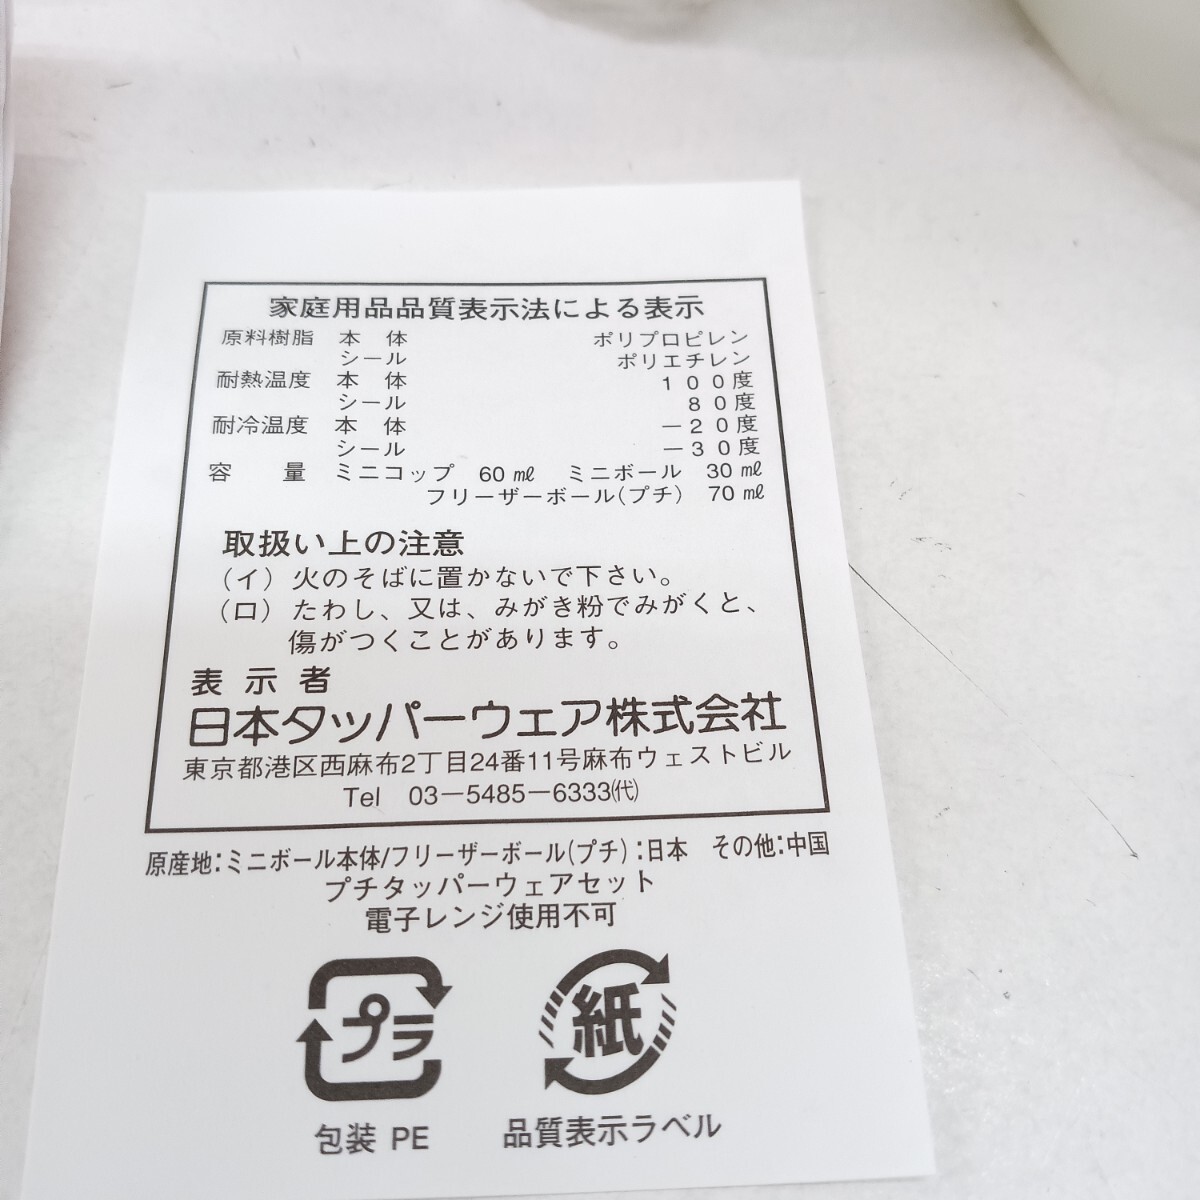 家庭用品品質表示法による表示
原料樹脂 本 体 ポリプロピレン
シール ポリエチレン
耐熱温度 本 体 100度
シール 80度
耐冷温度 本 体 −20度
シール −30度
容 量 ミニコップ 60㎖ ミニボール 30㎖
フリーザーボール(プチ) 70㎖
取扱い上の注意
(イ) 火のそばに置かないで下さい。
(ロ) たわし、又は、みがき粉でみがくと、
傷がつくことがあります。
表示者
日本タッパーウェア株式会社
東京都港区西麻布2丁目24番11号麻布ウェストビル
Tel 03−5485−6333㈹
原産地:ミニボール本体/フリーザーボール(プチ):日本 その他:中国
プチタッパーウェアセット
電子レンジ使用不可
プラ 紙
包装 PE 品質表示ラベル